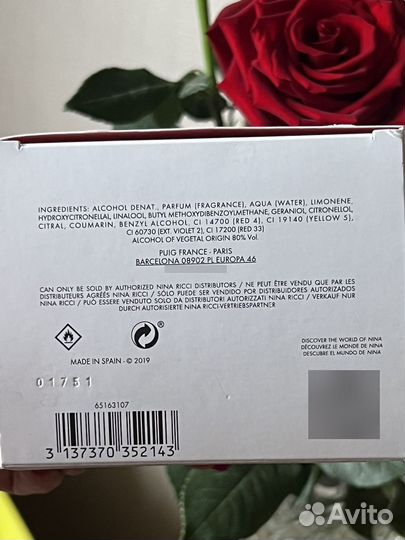 INGREDIENTS: ALCOHOL DENAT., PARFUM (FRAGRANCE), AQUA (WATER), LIMONENE,
HYDROXYCITRONELLAL, LINALOOL, BUTYL METHOXYDIBENZOYLMETHANE, GERANIOL, CITRONELLOL,
CITRAL, COUMARIN, BENZYL ALCOHOL, CI 14700 (RED 4), CI 19140 (YELLOW 5),
CI 60730 (EXT. VIOLET 2), CI 17200 (RED 33)
ALCOHOL OF VEGETAL ORIGIN 80% Vol.
PUIG FRANCE - PARIS
BARCELONA 08902 PL EUROPA 46
CAN ONLY BE SOLD BY AUTHORIZED NINA RICCI DISTRIBUTORS / NE PEUT ÊTRE VENDU QUE PAR LES
DISTRIBUTEURS AGRÉÉS NINA RICCI / SÓLO PUEDE SER VENDIDO POR DISTRIBUIDORES AUTORIZADOS
NINA RICCI / PUÒ ESSERE VENDUTO SOLO DA DISTRIBUTORI AUTORIZZATI NINA RICCI / VERKAUF NUR
DURCH AUTORISIERTE NINA RICCI-VERTRIEBSPARTNER
MADE IN SPAIN - © 2019
DISCOVER THE WORLD OF NINA
DÉCOUVREZ LE MONDE DE NINA
DESCUBRE EL MUNDO DE NINA
01751
65163107
3 137370 352143
Avito